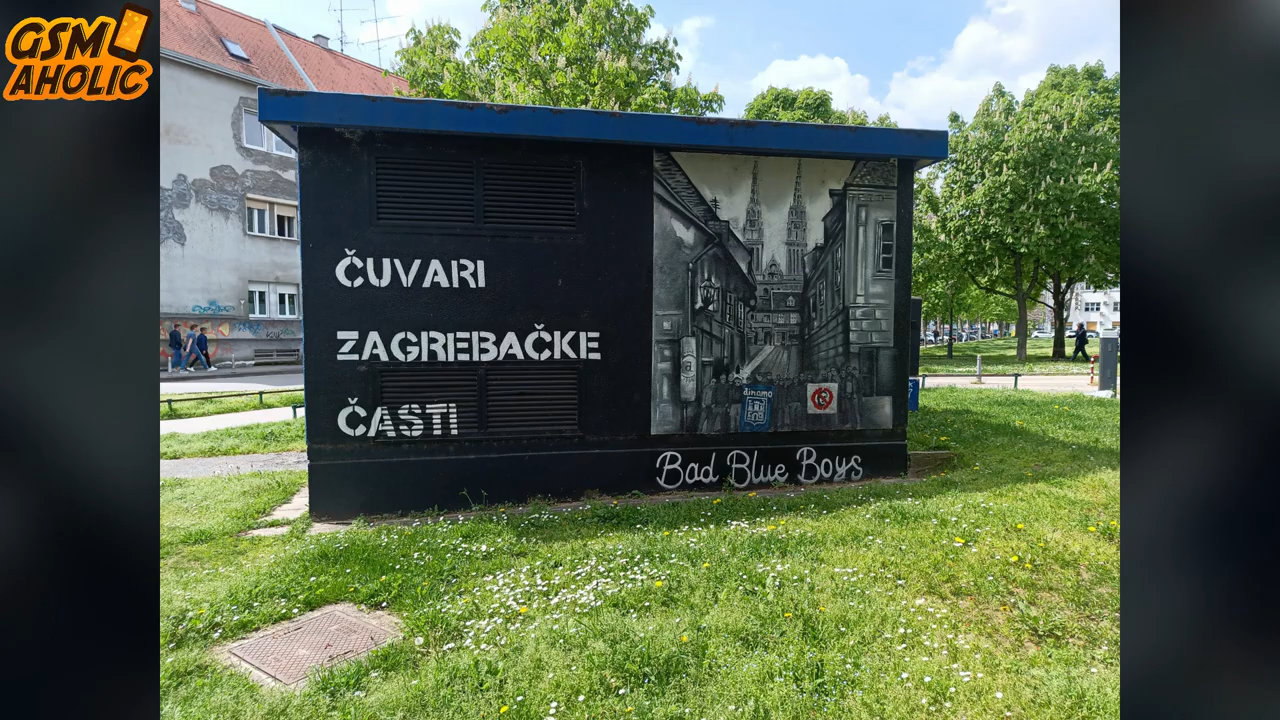 GSM
AHOLIC
ČUVARI
ZAGREBAČKE
ČASTI
dinamo
Bad Blue Boys